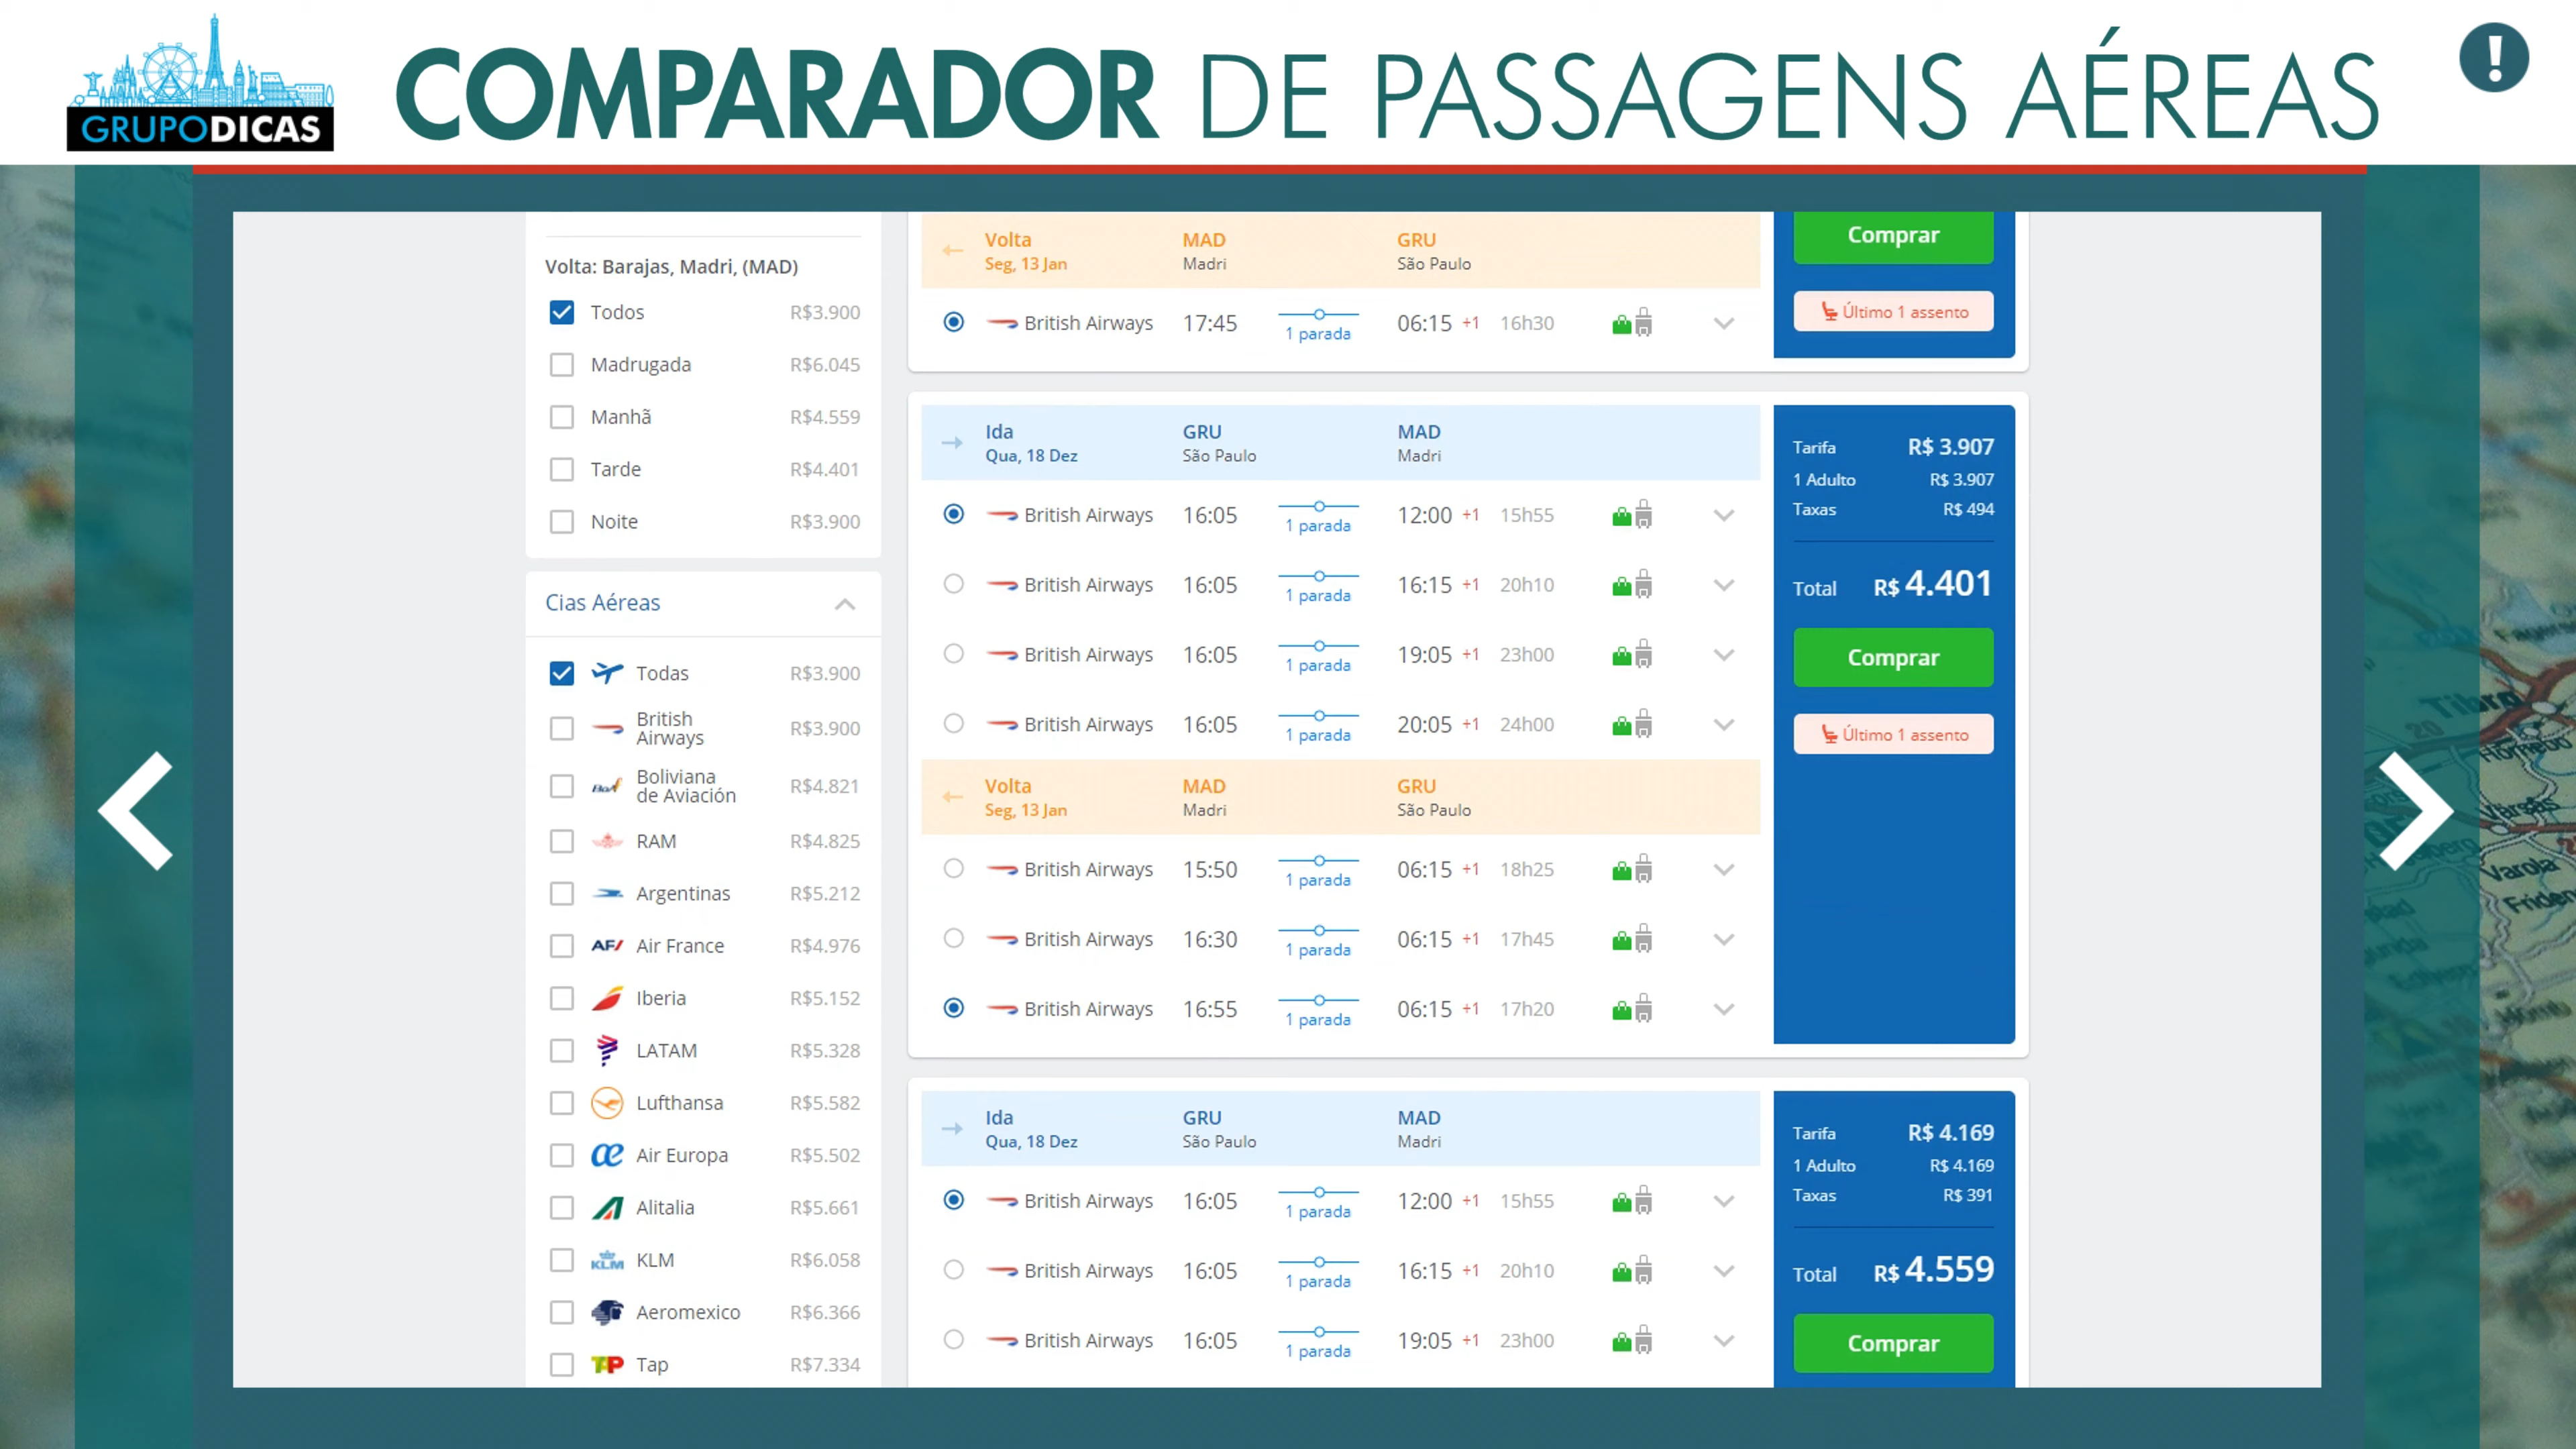 GRUPODICAS
COMPARADOR DE PASSAGENS AÉREAS
Volta: Barajas, Madri, (MAD)
Todos R$3.900
Madrugada R$6.045
Manhã R$4.559
Tarde R$4.401
Noite R$3.900
Cias Aéreas
Todas R$3.900
British Airways R$3.900
Boliviana de Aviación R$4.821
RAM R$4.825
Argentinas R$5.212
AF/ Air France R$4.976
Iberia R$5.152
LATAM R$5.328
Lufthansa R$5.582
Air Europa R$5.502
Alitalia R$5.661
KLM KLM R$6.058
Aeromexico R$6.366
TAP Tap R$7.334
Volta MAD GRU
Seg, 13 Jan Madri São Paulo
British Airways 17:45 1 parada 06:15 +1 16h30
Comprar
Último 1 assento
Ida GRU MAD
Qua, 18 Dez São Paulo Madri
British Airways 16:05 1 parada 12:00 +1 15h55
British Airways 16:05 1 parada 16:15 +1 20h10
British Airways 16:05 1 parada 19:05 +1 23h00
British Airways 16:05 1 parada 20:05 +1 24h00
Volta MAD GRU
Seg, 13 Jan Madri São Paulo
British Airways 15:50 1 parada 06:15 +1 18h25
British Airways 16:30 1 parada 06:15 +1 17h45
British Airways 16:55 1 parada 06:15 +1 17h20
Tarifa R$ 3.907
1 Adulto R$ 3.907
Taxas R$ 494
Total R$ 4.401
Comprar
Último 1 assento
Ida GRU MAD
Qua, 18 Dez São Paulo Madri
British Airways 16:05 1 parada 12:00 +1 15h55
British Airways 16:05 1 parada 16:15 +1 20h10
British Airways 16:05 1 parada 19:05 +1 23h00
Tarifa R$ 4.169
1 Adulto R$ 4.169
Taxas R$ 391
Total R$ 4.559
Comprar